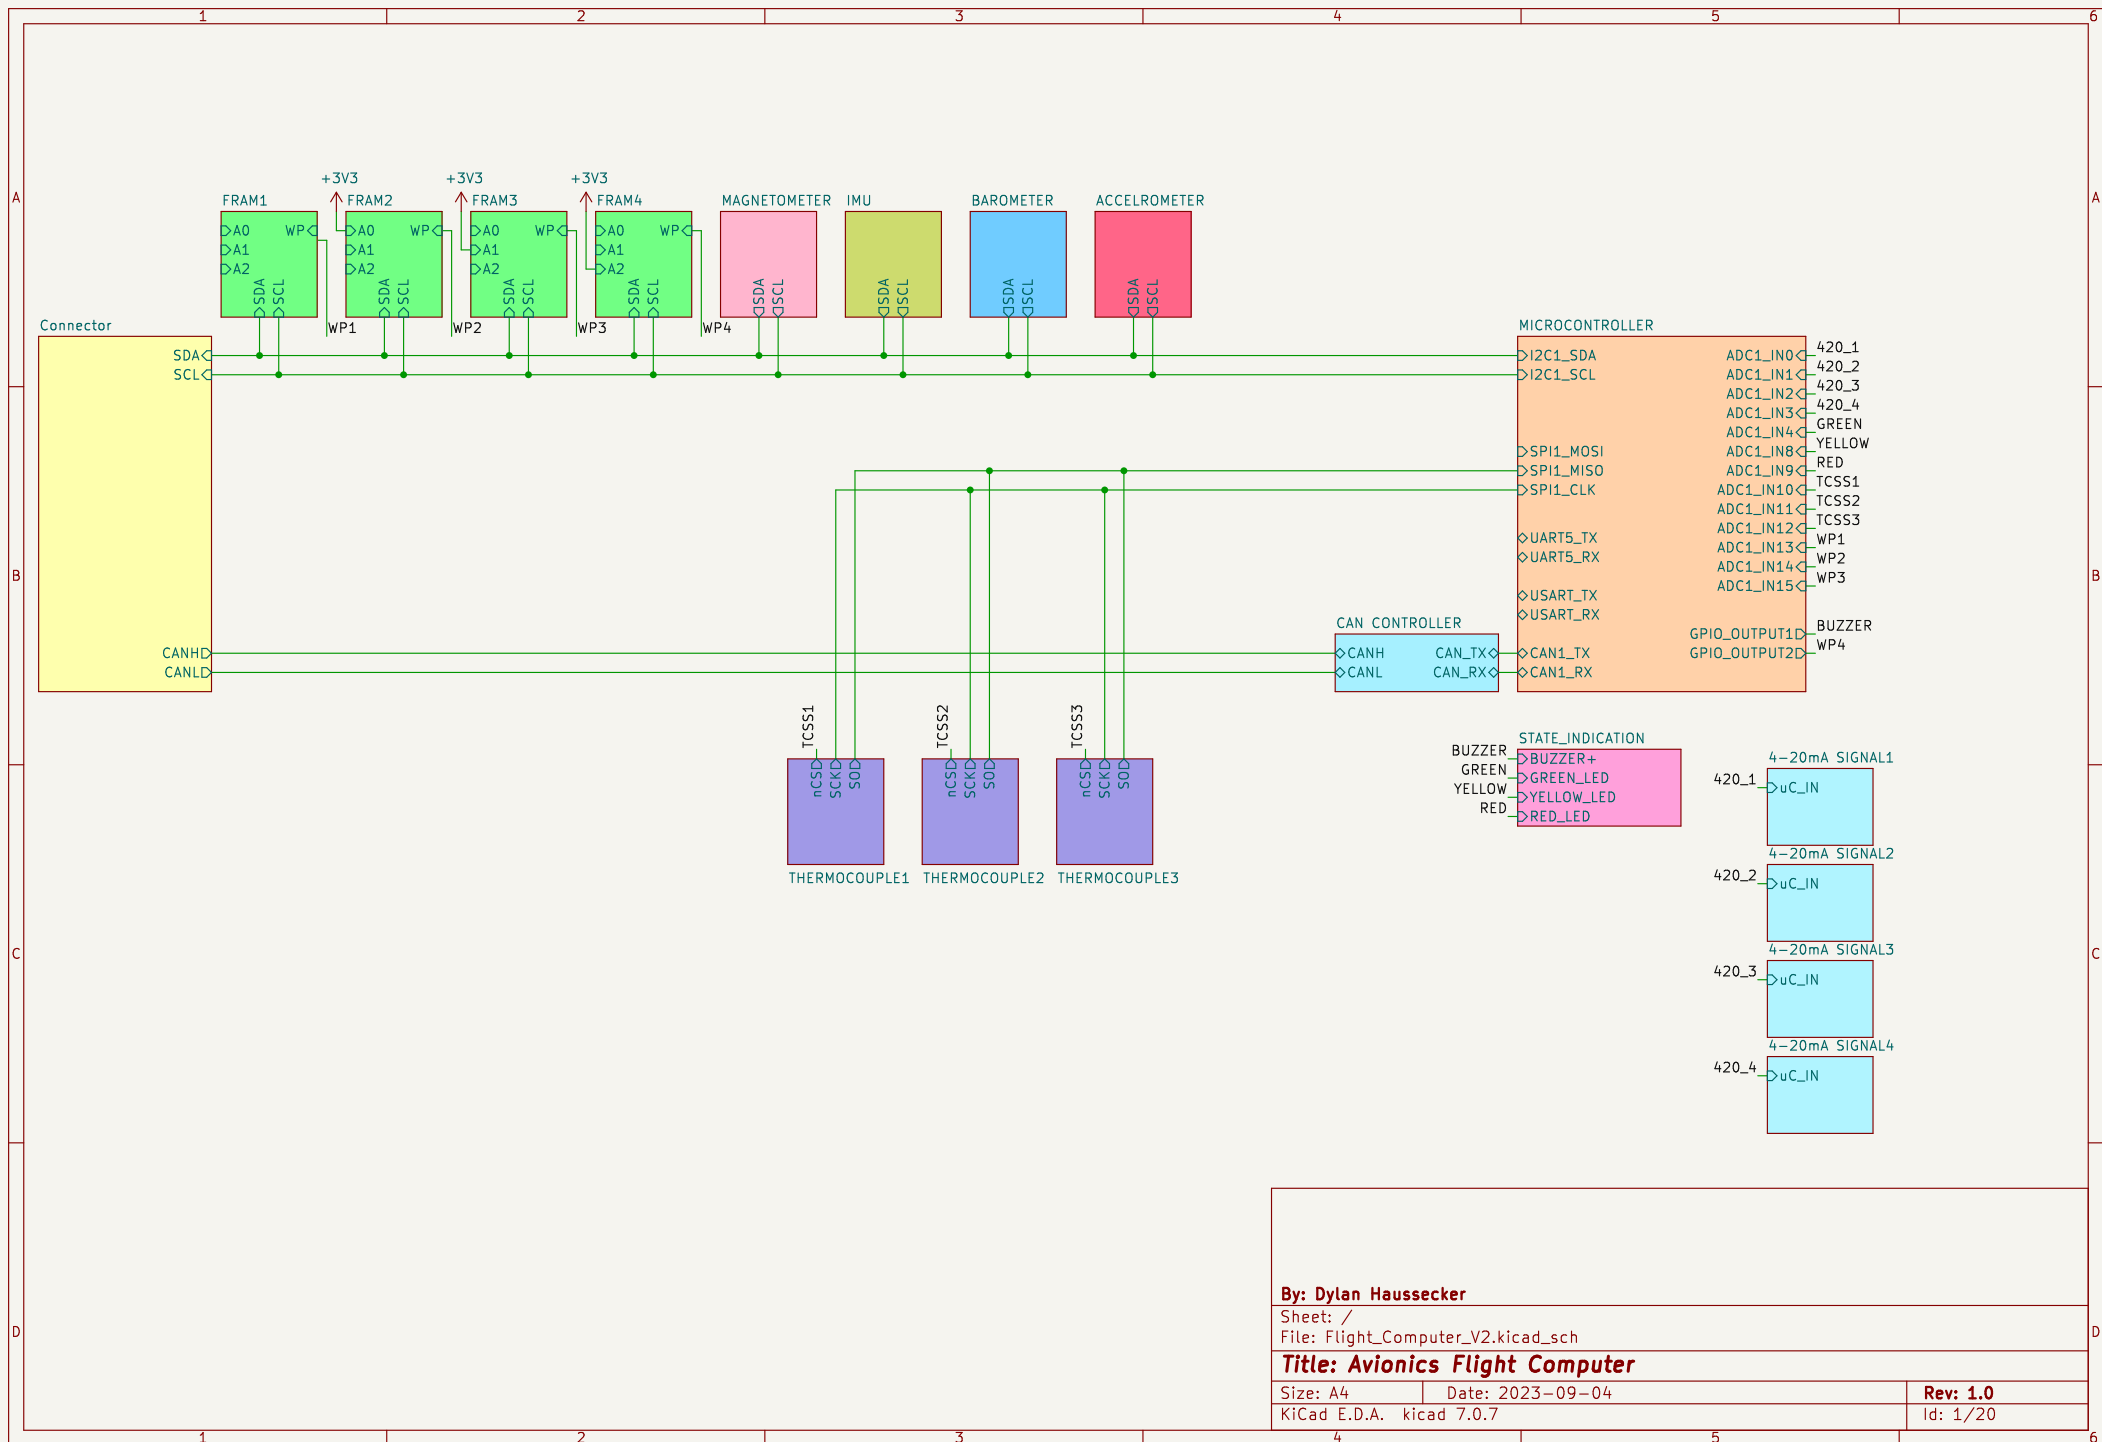 1 2 3 4 5 6
A A
B B
C C
D D
1 2 3 4 5 6
+3V3 +3V3 +3V3
FRAM1 FRAM2 FRAM3 FRAM4 MAGNETOMETER IMU BAROMETER ACCELROMETER
A0 WP A0 WP A0 WP A0 WP
A1 A1 A1 A1
A2 A2 A2 A2
SDA SCL SDA SCL SDA SCL SDA SCL SDA SCL SDA SCL SDA SCL SDA SCL
WP1 WP2 WP3 WP4
Connector
SDA
SCL
CANH
CANL
MICROCONTROLLER
I2C1_SDA
I2C1_SCL
SPI1_MOSI
SPI1_MISO
SPI1_CLK
UART5_TX
UART5_RX
USART_TX
USART_RX
CAN1_TX
CAN1_RX
ADC1_IN0 420_1
ADC1_IN1 420_2
ADC1_IN2 420_3
ADC1_IN3 420_4
ADC1_IN4 GREEN
ADC1_IN8 YELLOW
ADC1_IN9 RED
ADC1_IN10 TCSS1
ADC1_IN11 TCSS2
ADC1_IN12 TCSS3
ADC1_IN13 WP1
ADC1_IN14 WP2
ADC1_IN15 WP3
GPIO_OUTPUT1 BUZZER
GPIO_OUTPUT2 WP4
CAN CONTROLLER
CANH CAN_TX
CANL CAN_RX
TCSS1 TCSS2 TCSS3
nCS SCK SO nCS SCK SO nCS SCK SO
THERMOCOUPLE1 THERMOCOUPLE2 THERMOCOUPLE3
STATE_INDICATION
BUZZER BUZZER+
GREEN GREEN_LED
YELLOW YELLOW_LED
RED RED_LED
4-20mA SIGNAL1
420_1 uC_IN
4-20mA SIGNAL2
420_2 uC_IN
4-20mA SIGNAL3
420_3 uC_IN
4-20mA SIGNAL4
420_4 uC_IN
By: Dylan Haussecker
Sheet: /
File: Flight_Computer_V2.kicad_sch
Title: Avionics Flight Computer
Size: A4 Date: 2023-09-04 Rev: 1.0
KiCad E.D.A. kicad 7.0.7 Id: 1/20